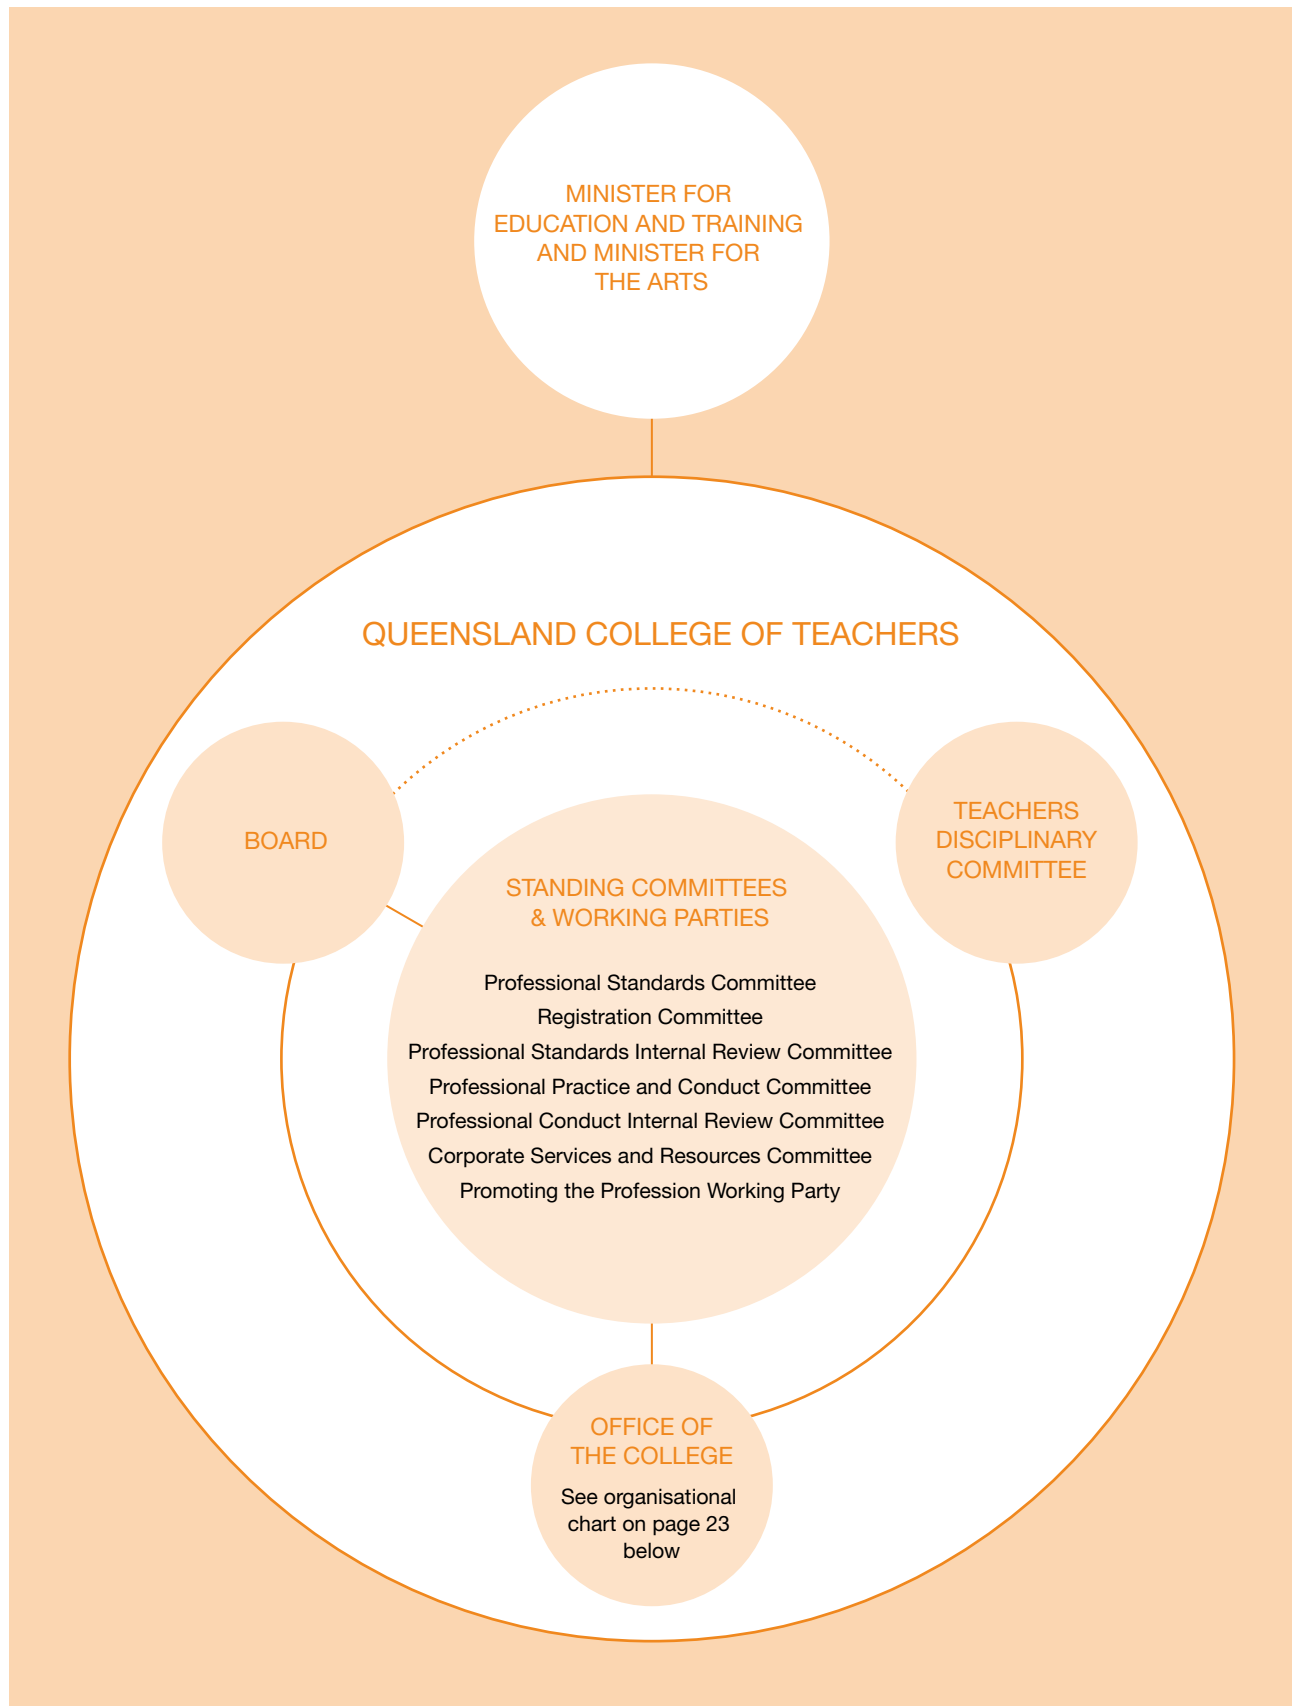 MINISTER FOR
EDUCATION AND TRAINING
AND MINISTER FOR
THE ARTS
QUEENSLAND COLLEGE OF TEACHERS
BOARD
TEACHERS
DISCIPLINARY
COMMITTEE
STANDING COMMITTEES
& WORKING PARTIES
Professional Standards Committee
Registration Committee
Professional Standards Internal Review Committee
Professional Practice and Conduct Committee
Professional Conduct Internal Review Committee
Corporate Services and Resources Committee
Promoting the Profession Working Party
OFFICE OF
THE COLLEGE
See organisational
chart on page 23
below